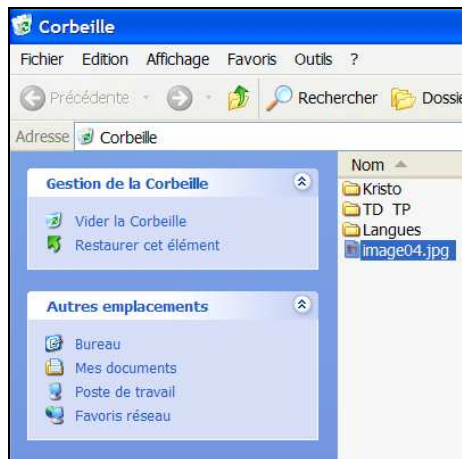 Corbeille
Fichier Edition Affichage Favoris Outils ?
Précédente Rechercher Dossie
Adresse Corbeille
Gestion de la Corbeille
Vider la Corbeille
Restaurer cet élément
Autres emplacements
Bureau
Mes documents
Poste de travail
Favoris réseau
Nom
Kristo
TD TP
Langues
image04.jpg